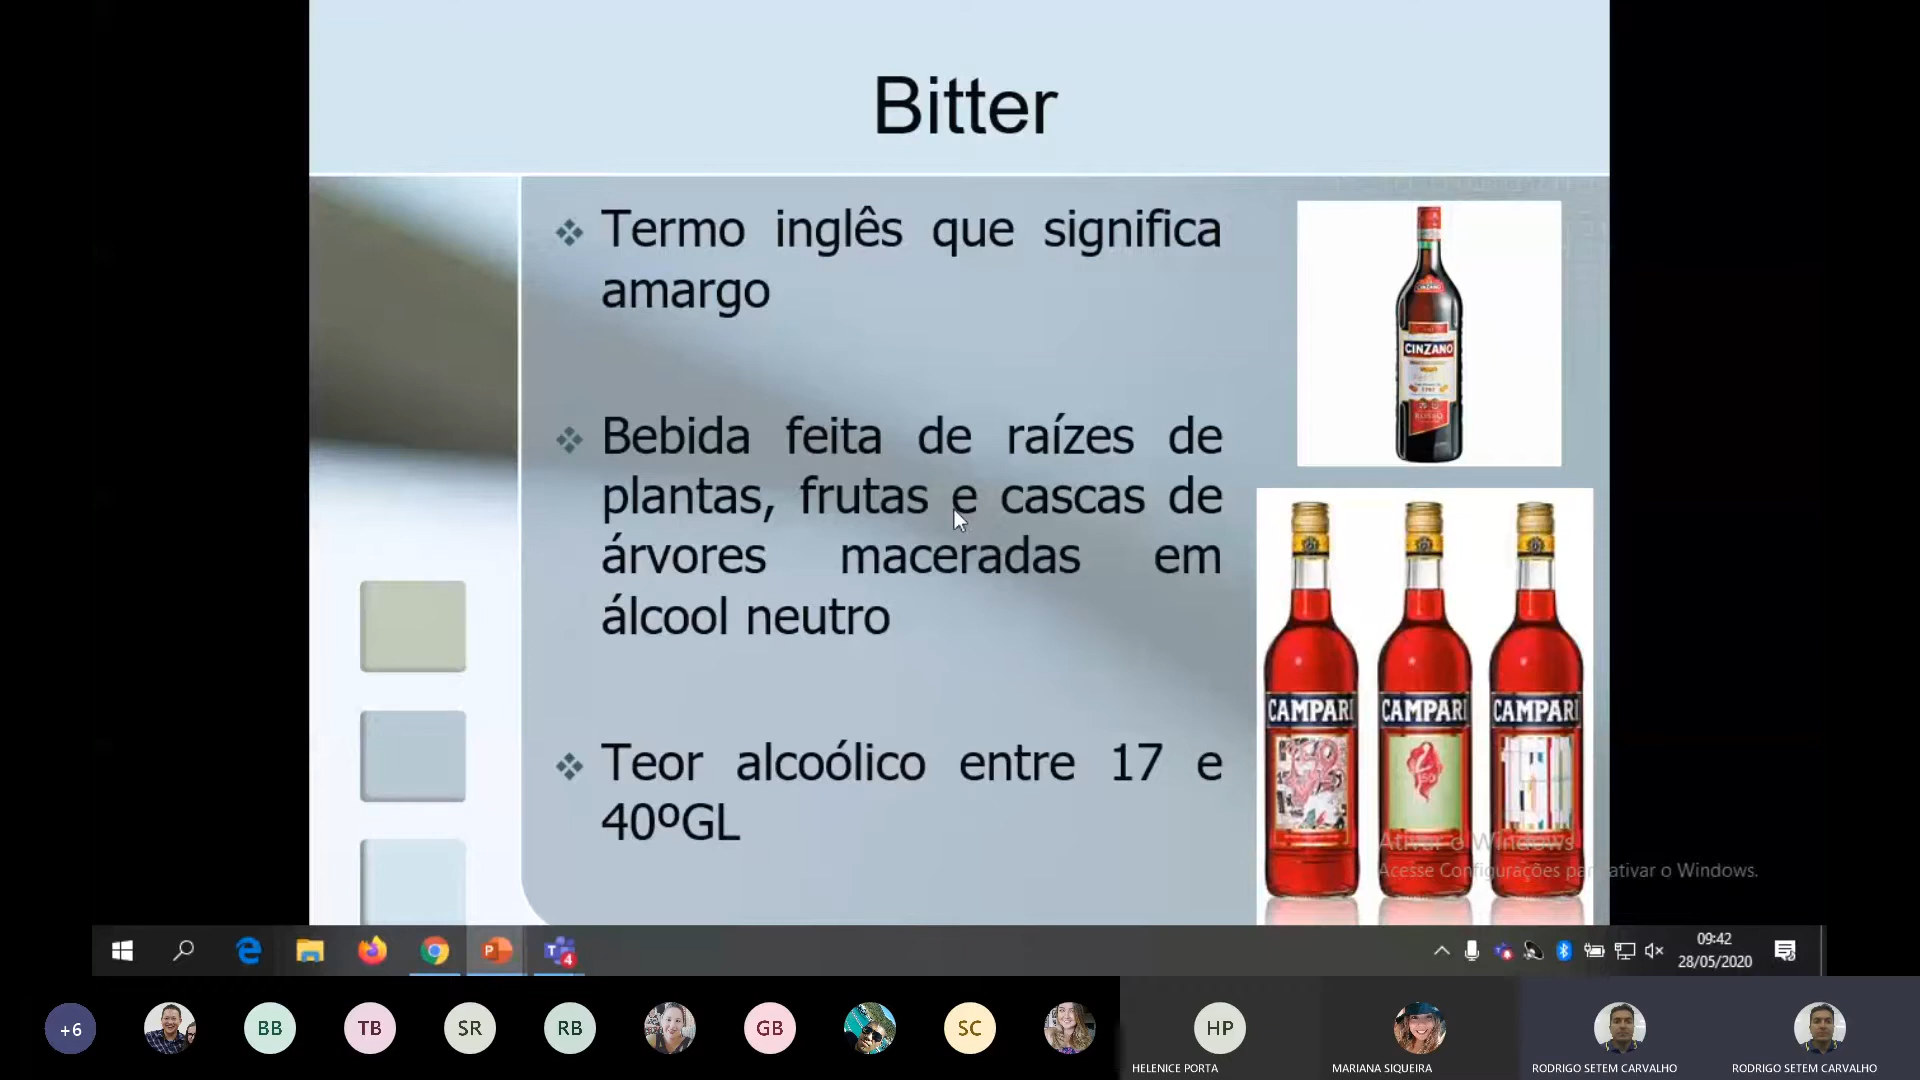 Bitter
Termo inglês que significa
amargo
Bebida feita de raízes de
plantas, frutas e cascas de
árvores maceradas em
álcool neutro
Teor alcoólico entre 17 e
40ºGL
CINZANO
ROSSO
CAMPARI
CAMPARI
CAMPARI
Ativar o Windows
Acesse Configurações para ativar o Windows.
4
09:42
28/05/2020
+6
BB
TB
SR
RB
GB
SC
HP
HELENICE PORTA
MARIANA SIQUEIRA
RODRIGO SETEM CARVALHO
RODRIGO SETEM CARVALHO